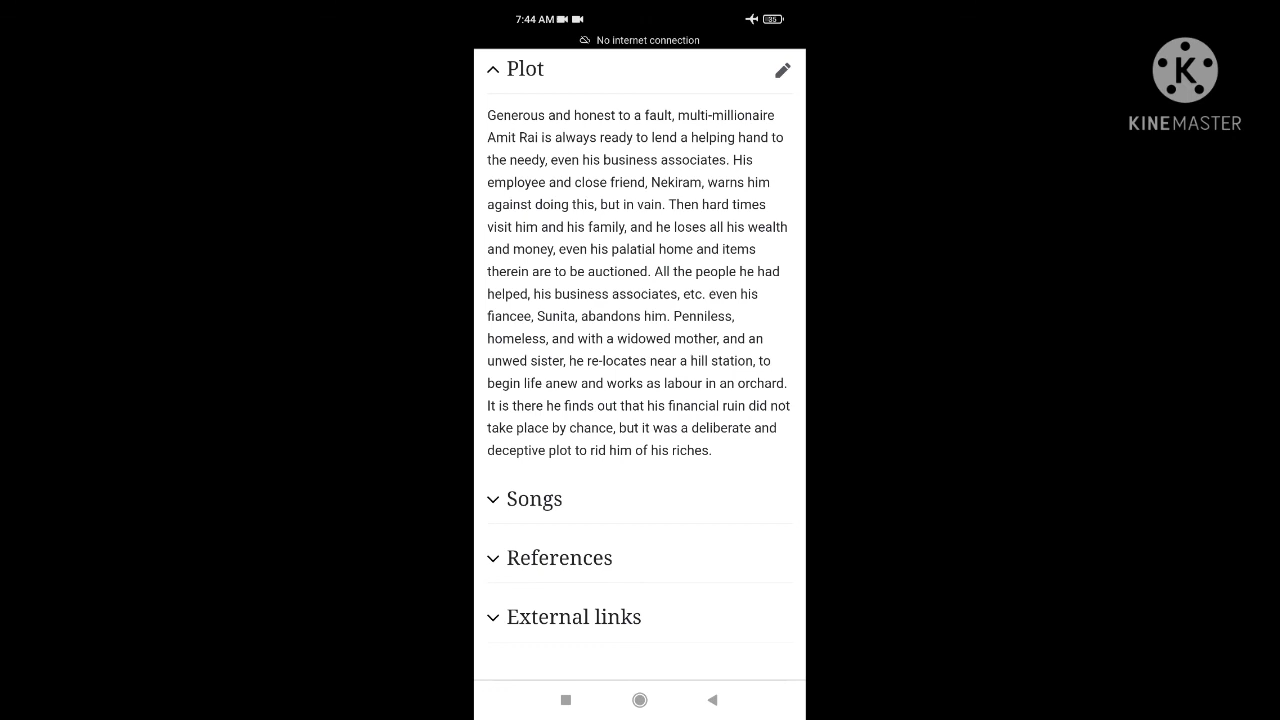 7:44 AM
35
No internet connection
Plot
Generous and honest to a fault, multi-millionaire
Amit Rai is always ready to lend a helping hand to
the needy, even his business associates. His
employee and close friend, Nekiram, warns him
against doing this, but in vain. Then hard times
visit him and his family, and he loses all his wealth
and money, even his palatial home and items
therein are to be auctioned. All the people he had
helped, his business associates, etc. even his
fiancee, Sunita, abandons him. Penniless,
homeless, and with a widowed mother, and an
unwed sister, he re-locates near a hill station, to
begin life anew and works as labour in an orchard.
It is there he finds out that his financial ruin did not
take place by chance, but it was a deliberate and
deceptive plot to rid him of his riches.
Songs
References
External links
K
KINEMASTER